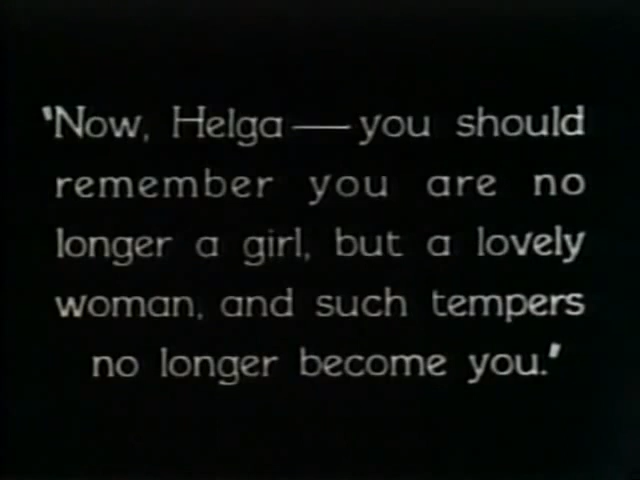 "Now, Helga — you should
remember you are no
longer a girl, but a lovely
woman, and such tempers
no longer become you."